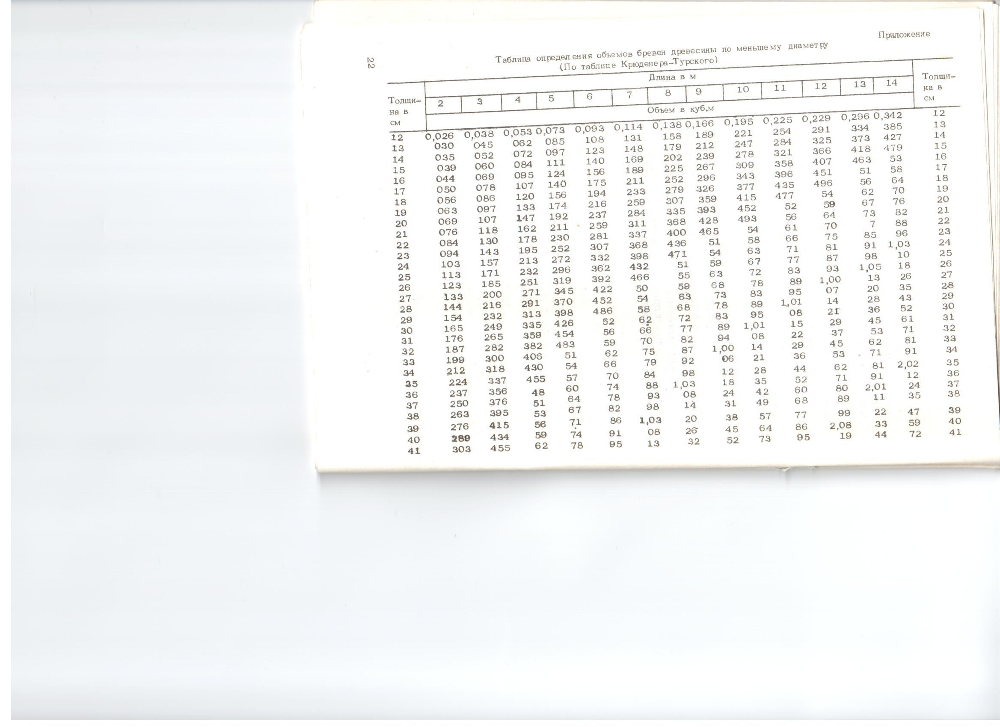 Приложение
22
Таблица определения объемов бревен древесины по меньшему диаметру
(По таблице Крюденера-Турского)
Толщи-
на в
см
Длина в м
Толщи-
на в
см
2 3 4 5 6 7 8 9 10 11 12 13 14
Объем в куб.м
12 0,026 0,038 0,053 0,073 0,093 0,114 0,138 0,166 0,195 0,225 0,229 0,296 0,342 12
13 030 045 062 085 108 131 158 189 221 254 291 334 385 13
14 035 052 072 097 123 148 179 212 247 284 325 373 427 14
15 039 060 084 111 140 169 202 239 278 321 366 418 479 15
16 044 069 095 124 156 189 225 267 309 358 407 463 53 16
17 050 078 107 140 175 211 252 296 343 396 451 51 58 17
18 056 086 120 156 194 233 279 326 377 435 496 56 64 18
19 063 097 133 174 216 259 307 359 415 477 54 62 70 19
20 069 107 147 192 237 284 335 393 452 52 59 67 76 20
21 076 118 162 211 259 311 368 428 493 56 64 73 82 21
22 084 130 178 230 281 337 400 465 54 61 70 7 88 22
23 094 143 195 252 307 368 436 51 58 66 75 85 96 23
24 103 157 213 272 332 398 471 54 63 71 81 91 1,03 24
25 113 171 232 296 362 432 51 59 67 77 87 98 10 25
26 123 185 251 319 392 466 55 63 72 83 93 1,05 18 26
27 133 200 271 345 422 50 59 68 78 89 1,00 13 26 27
28 144 216 291 370 452 54 63 73 83 95 07 20 35 28
29 154 232 313 398 486 58 68 78 89 1,01 14 28 43 29
30 165 249 335 426 52 62 72 83 95 08 21 36 52 30
31 176 265 359 454 56 66 77 89 1,01 15 29 45 61 31
32 187 282 382 483 59 70 82 94 08 22 37 53 71 32
33 199 300 406 51 62 75 87 1,00 14 29 45 62 81 33
34 212 318 430 54 66 79 92 06 21 36 53 71 91 34
35 224 337 455 57 70 84 98 12 28 44 62 81 2,02 35
36 237 356 48 60 74 88 1,03 18 35 52 71 91 12 36
37 250 376 51 64 78 93 08 24 42 60 80 2,01 24 37
38 263 395 53 67 82 98 14 31 49 68 89 11 35 38
39 276 415 56 71 86 1,03 20 38 57 77 99 22 47 39
40 289 434 59 74 91 08 26 45 64 86 2,08 33 59 40
41 303 455 62 78 95 13 32 52 73 95 19 44 72 41